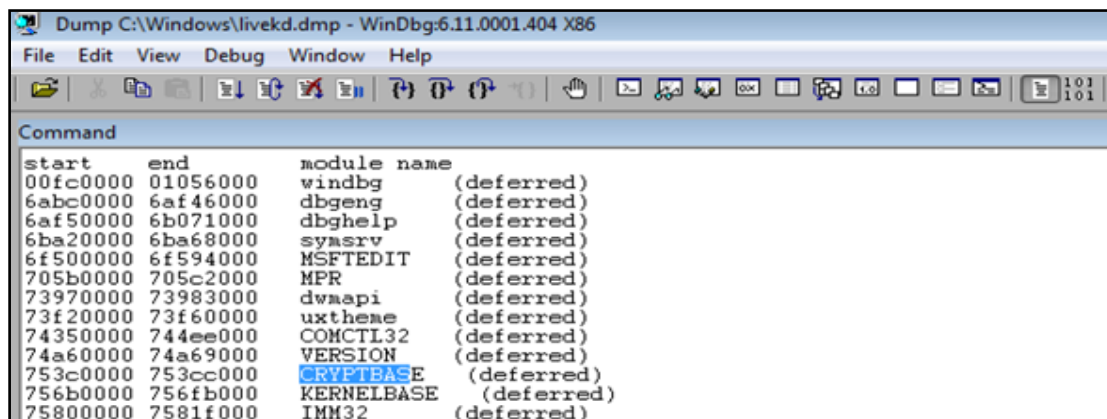 Dump C:\Windows\livekd.dmp - WinDbg:6.11.0001.404 X86
File Edit View Debug Window Help
Command
start end module name
00fc0000 01056000 windbg (deferred)
6abc0000 6af46000 dbgeng (deferred)
6af50000 6b071000 dbghelp (deferred)
6ba20000 6ba68000 symsrv (deferred)
6f500000 6f594000 MSFTEDIT (deferred)
705b0000 705c2000 MPR (deferred)
73970000 73983000 dwmapi (deferred)
73f20000 73f60000 uxtheme (deferred)
74350000 744ee000 COMCTL32 (deferred)
74a60000 74a69000 VERSION (deferred)
753c0000 753cc000 CRYPTBASE (deferred)
756b0000 756fb000 KERNELBASE (deferred)
75800000 7581f000 IMM32 (deferred)